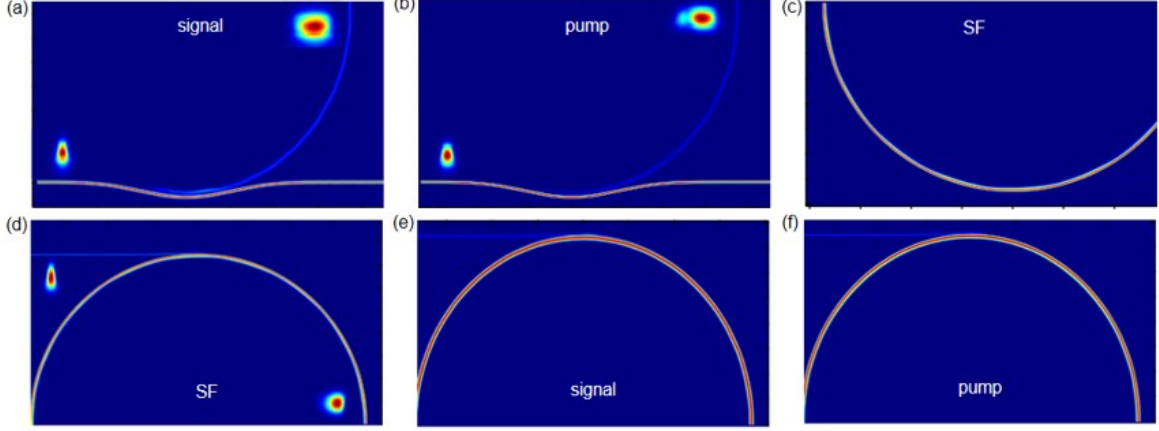 (a)
signal
(b)
pump
(c)
SF
(d)
SF
(e)
signal
(f)
pump